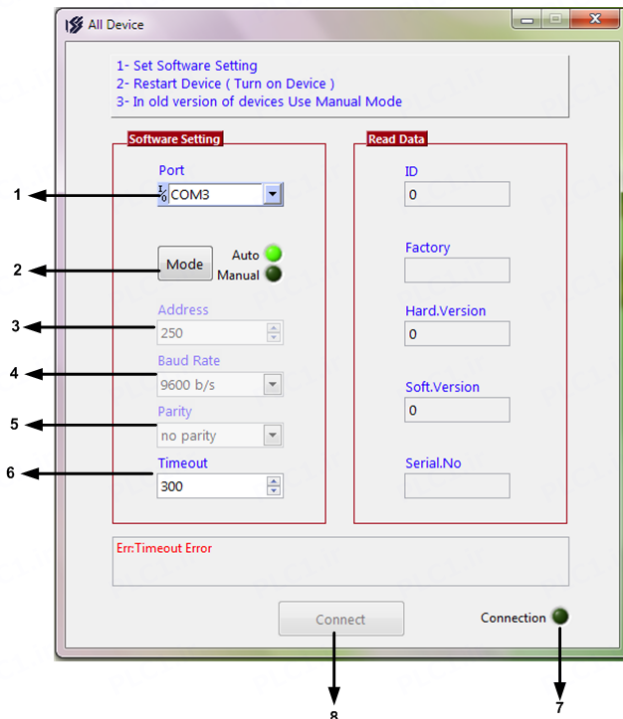 All Device
1- Set Software Setting
2- Restart Device ( Turn on Device )
3- In old version of devices Use Manual Mode
Software Setting
Port
COM3
Mode
Auto
Manual
Address
250
Baud Rate
9600 b/s
Parity
no parity
Timeout
300
Read Data
ID
0
Factory
Hard.Version
0
Soft.Version
0
Serial.No
Err:Timeout Error
Connect
Connection
1
2
3
4
5
6
7
8